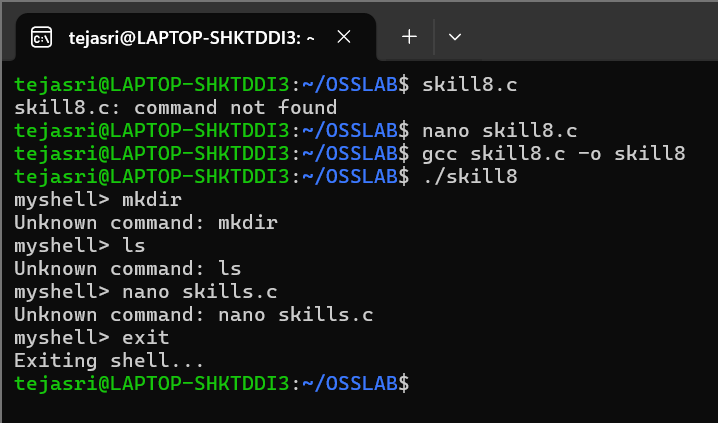 tejasri@LAPTOP-SHKTDDI3: ~
tejasri@LAPTOP-SHKTDDI3:~/OSSLAB$ skill8.c
skill8.c: command not found
tejasri@LAPTOP-SHKTDDI3:~/OSSLAB$ nano skill8.c
tejasri@LAPTOP-SHKTDDI3:~/OSSLAB$ gcc skill8.c -o skill8
tejasri@LAPTOP-SHKTDDI3:~/OSSLAB$ ./skill8
myshell> mkdir
Unknown command: mkdir
myshell> ls
Unknown command: ls
myshell> nano skills.c
Unknown command: nano skills.c
myshell> exit
Exiting shell...
tejasri@LAPTOP-SHKTDDI3:~/OSSLAB$